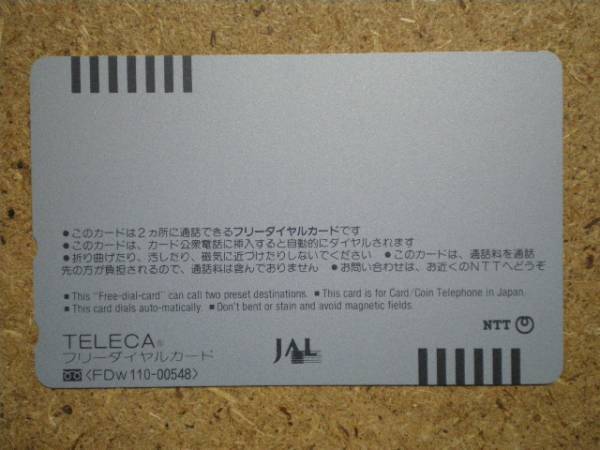 ●このカードは2ヵ所に通話できるフリーダイヤルカードです
●このカードは、カード公衆電話に挿入すると自動的にダイヤルされます
●折り曲げたり、汚したり、磁気に近づけたりしないでください ●このカードは、通話料を通話
先の方が負担されるので、通話料は含んでありません ●お問い合わせは、お近くのNTTへどうぞ
■This "Free-dial-card" can call two preset destinations. ■This card is for Card/Coin Telephone in Japan.
■This card dials auto-matically. ■Don't bent or stain and avoid magnetic fields.
TELECA®
フリーダイヤルカード
〈FDW110-00548〉
JAL
NTT